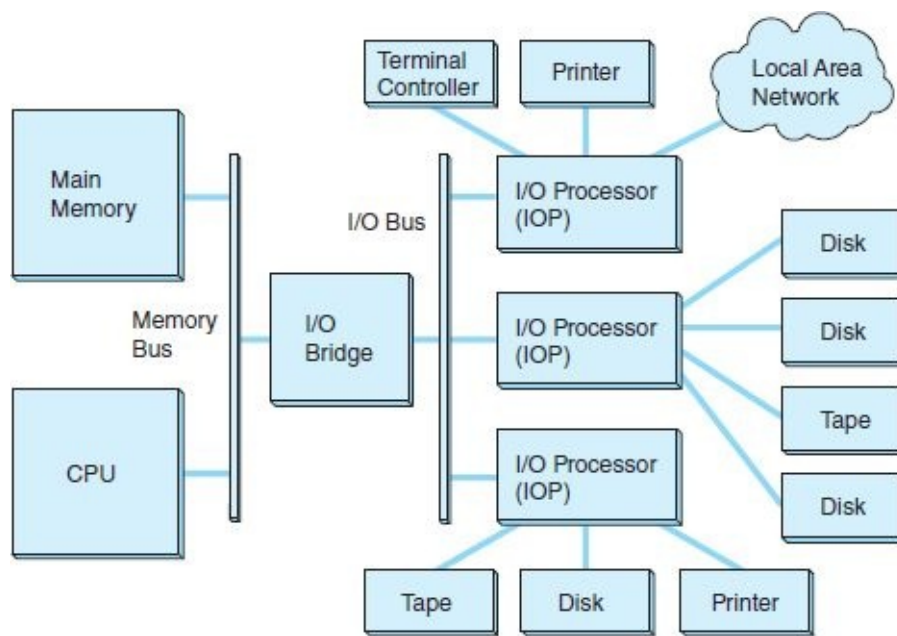 Terminal
Controller
Printer
Local Area
Network
Main
Memory
I/O Bus
I/O Processor
(IOP)
Disk
Memory
Bus
I/O
Bridge
I/O Processor
(IOP)
Disk
Tape
CPU
I/O Processor
(IOP)
Disk
Tape
Disk
Printer